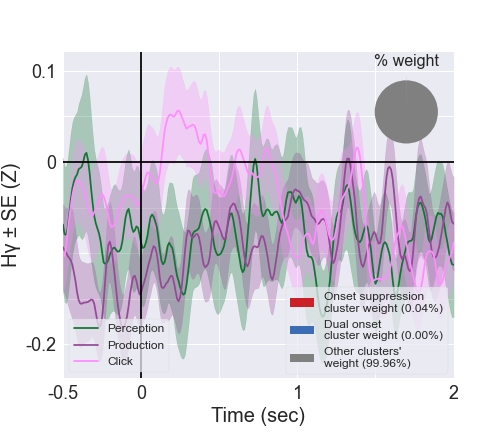 % weight
0.1
0
-0.2
Hγ ± SE (Z)
Perception
Production
Click
Onset suppression
cluster weight (0.04%)
Dual onset
cluster weight (0.00%)
Other clusters'
weight (99.96%)
-0.5
0
1
2
Time (sec)